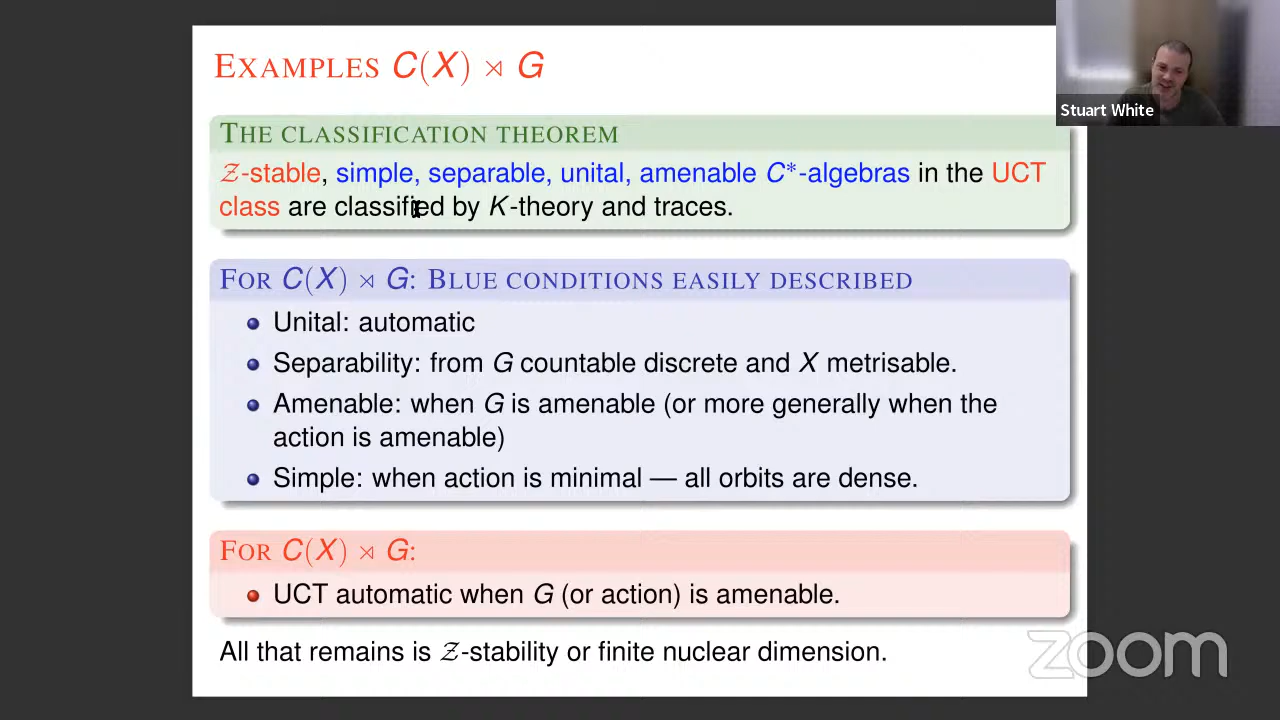 EXAMPLES C(X) ⋊ G
Stuart White
THE CLASSIFICATION THEOREM
𝒵-stable, simple, separable, unital, amenable C*-algebras in the UCT
class are classified by K-theory and traces.
FOR C(X) ⋊ G: BLUE CONDITIONS EASILY DESCRIBED
Unital: automatic
Separability: from G countable discrete and X metrisable.
Amenable: when G is amenable (or more generally when the
action is amenable)
Simple: when action is minimal — all orbits are dense.
FOR C(X) ⋊ G:
UCT automatic when G (or action) is amenable.
All that remains is 𝒵-stability or finite nuclear dimension.
zoom